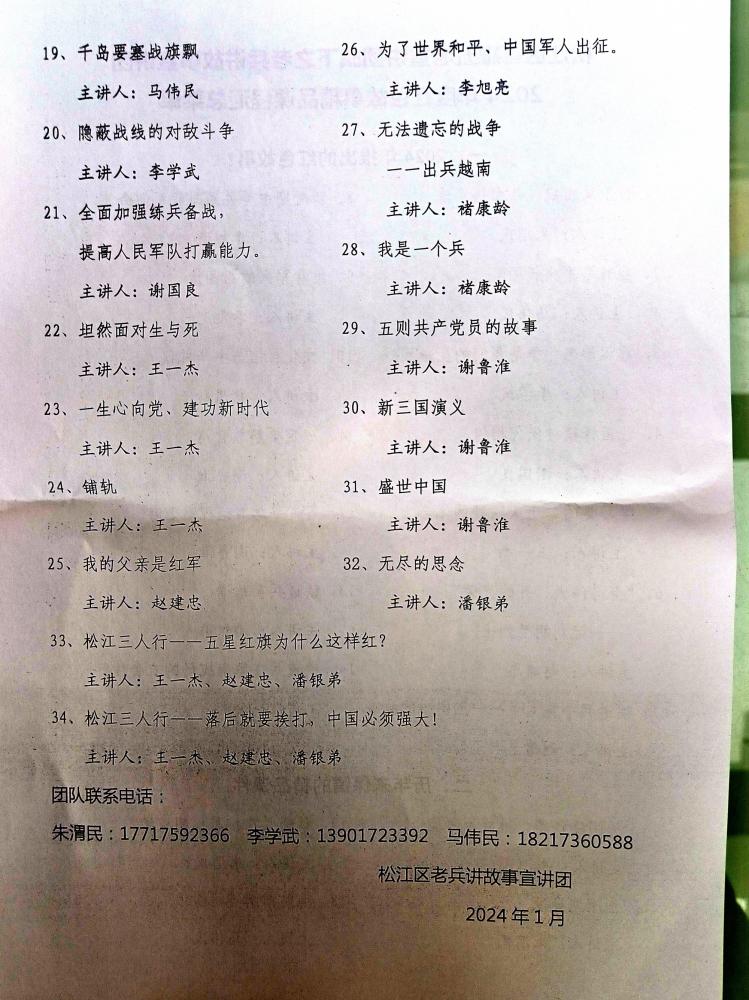 19、千岛要塞战旗飘
主讲人：马伟民
20、隐蔽战线的对敌斗争
主讲人：李学武
21、全面加强练兵备战，
提高人民军队打赢能力。
主讲人：谢国良
22、坦然面对生与死
主讲人：王一杰
23、一生心向党、建功新时代
主讲人：王一杰
24、铺轨
主讲人：王一杰
25、我的父亲是红军
主讲人：赵建忠
26、为了世界和平、中国军人出征。
主讲人：李旭亮
27、无法遗忘的战争
——出兵越南
主讲人：褚康龄
28、我是一个兵
主讲人：褚康龄
29、五则共产党员的故事
主讲人：谢鲁淮
30、新三国演义
主讲人：谢鲁淮
31、盛世中国
主讲人：谢鲁淮
32、无尽的思念
主讲人：潘银弟
33、松江三人行——五星红旗为什么这样红？
主讲人：王一杰、赵建忠、潘银弟
34、松江三人行——落后就要挨打，中国必须强大！
主讲人：王一杰、赵建忠、潘银弟
团队联系电话：
朱渭民：17717592366 李学武：13901723392 马伟民：18217360588
松江区老兵讲故事宣讲团
2024年1月